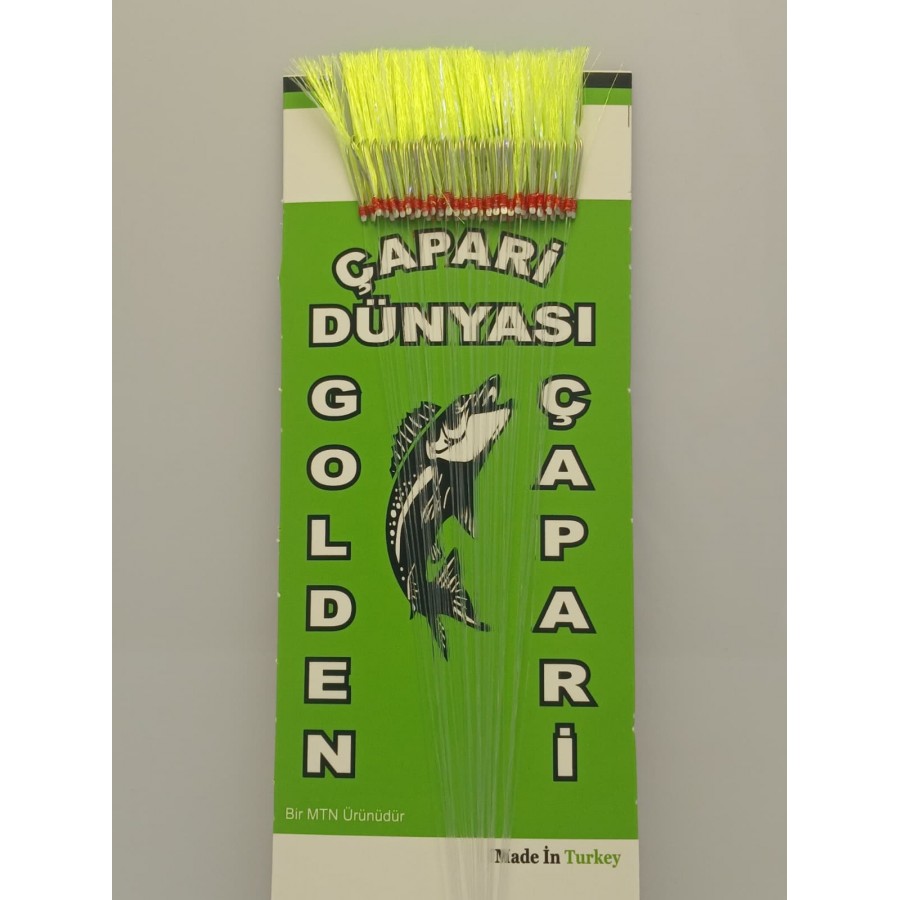 ÇAPARİ
DÜNYASI
GOLDEN
ÇAPARİ
Bir MTN Ürünüdür
Made İn Turkey